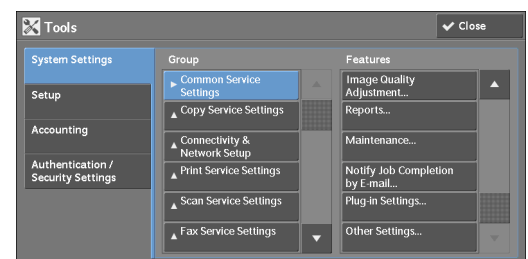 Tools
Close
System Settings
Setup
Accounting
Authentication /
Security Settings
Group
Common Service
Settings
Copy Service Settings
Connectivity &
Network Setup
Print Service Settings
Scan Service Settings
Fax Service Settings
Features
Image Quality
Adjustment...
Reports...
Maintenance...
Notify Job Completion
by E-mail...
Plug-in Settings...
Other Settings...